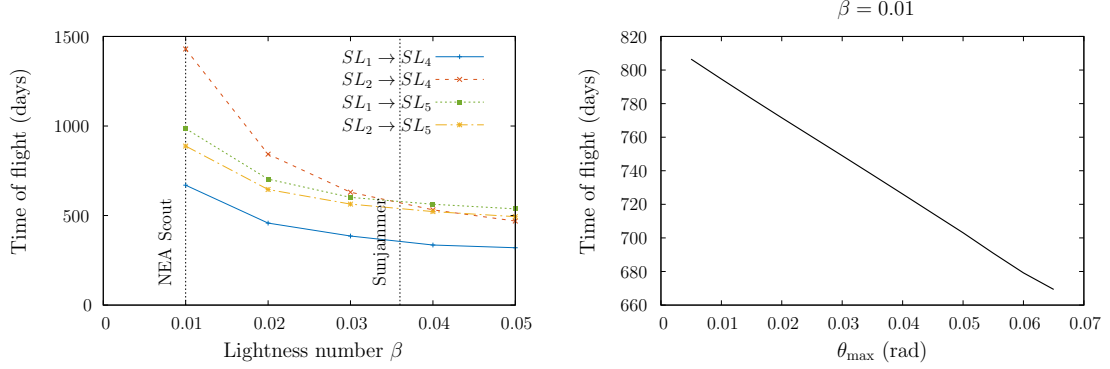 1500
1000
500
0
Time of flight (days)
0
0.01
0.02
0.03
0.04
0.05
Lightness number β
SL₁ → SL₄
SL₂ → SL₄
SL₁ → SL₅
SL₂ → SL₅
NEA Scout
Sunjammer
β = 0.01
820
800
780
760
740
720
700
680
660
Time of flight (days)
0
0.01
0.02
0.03
0.04
0.05
0.06
0.07
θmax (rad)